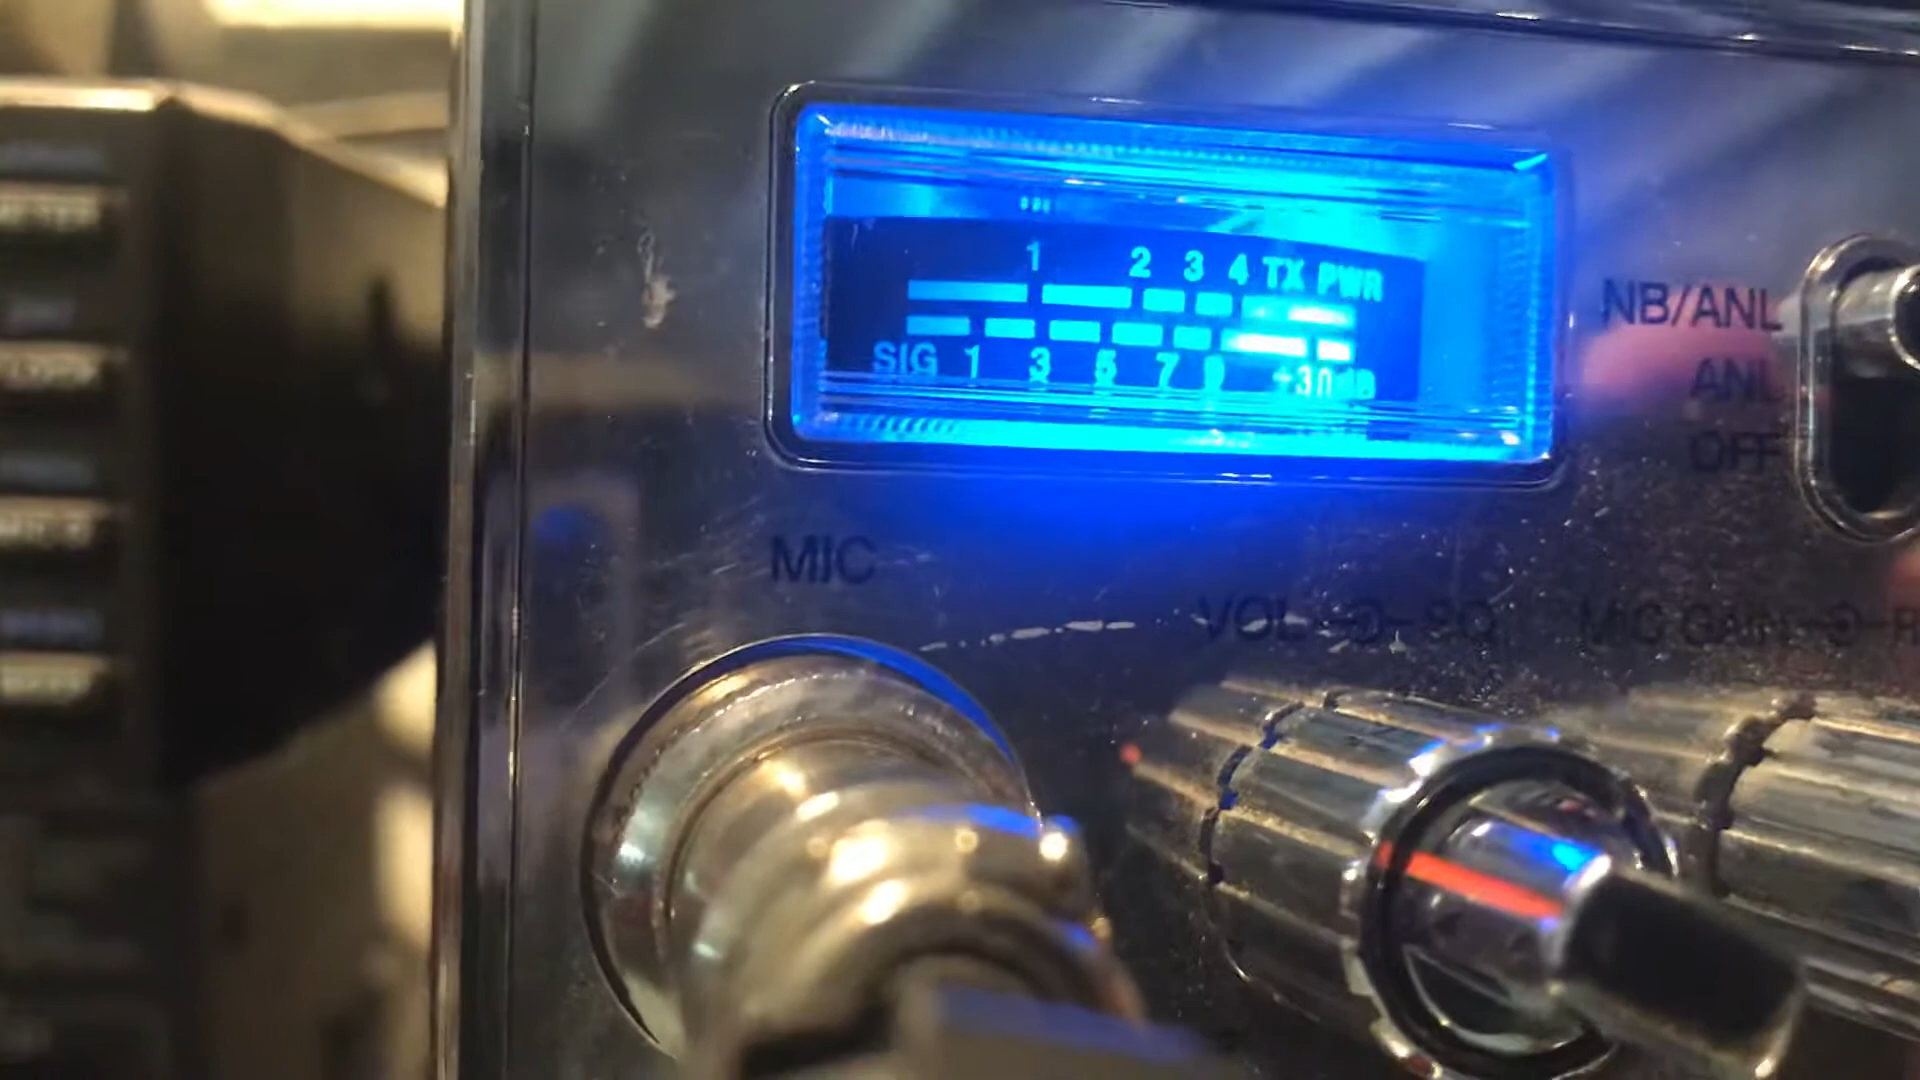 1 2 3 4 TX PWR
SIG 1 3 5 7 9 +30dB
NB/ANL
ANL
OFF
MIC
VOL SQ MIC GAIN